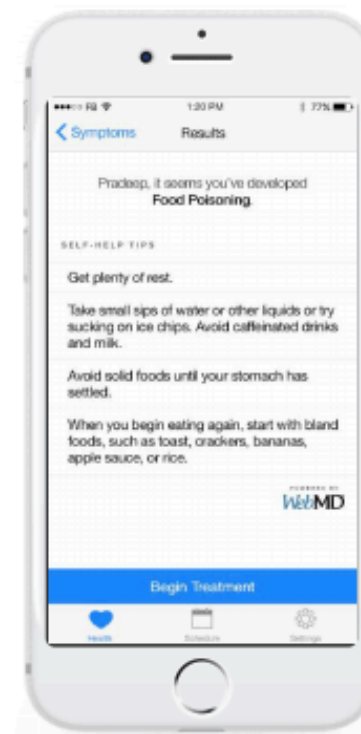 FB 1:20 PM 77%
Symptoms Results
Pradeep, it seems you've developed
Food Poisoning.
SELF-HELP TIPS
Get plenty of rest.
Take small sips of water or other liquids or try
sucking on ice chips. Avoid caffeinated drinks
and milk.
Avoid solid foods until your stomach has
settled.
When you begin eating again, start with bland
foods, such as toast, crackers, bananas,
apple sauce, or rice.
POWERED BY
WebMD
Begin Treatment
Health Schedule Settings